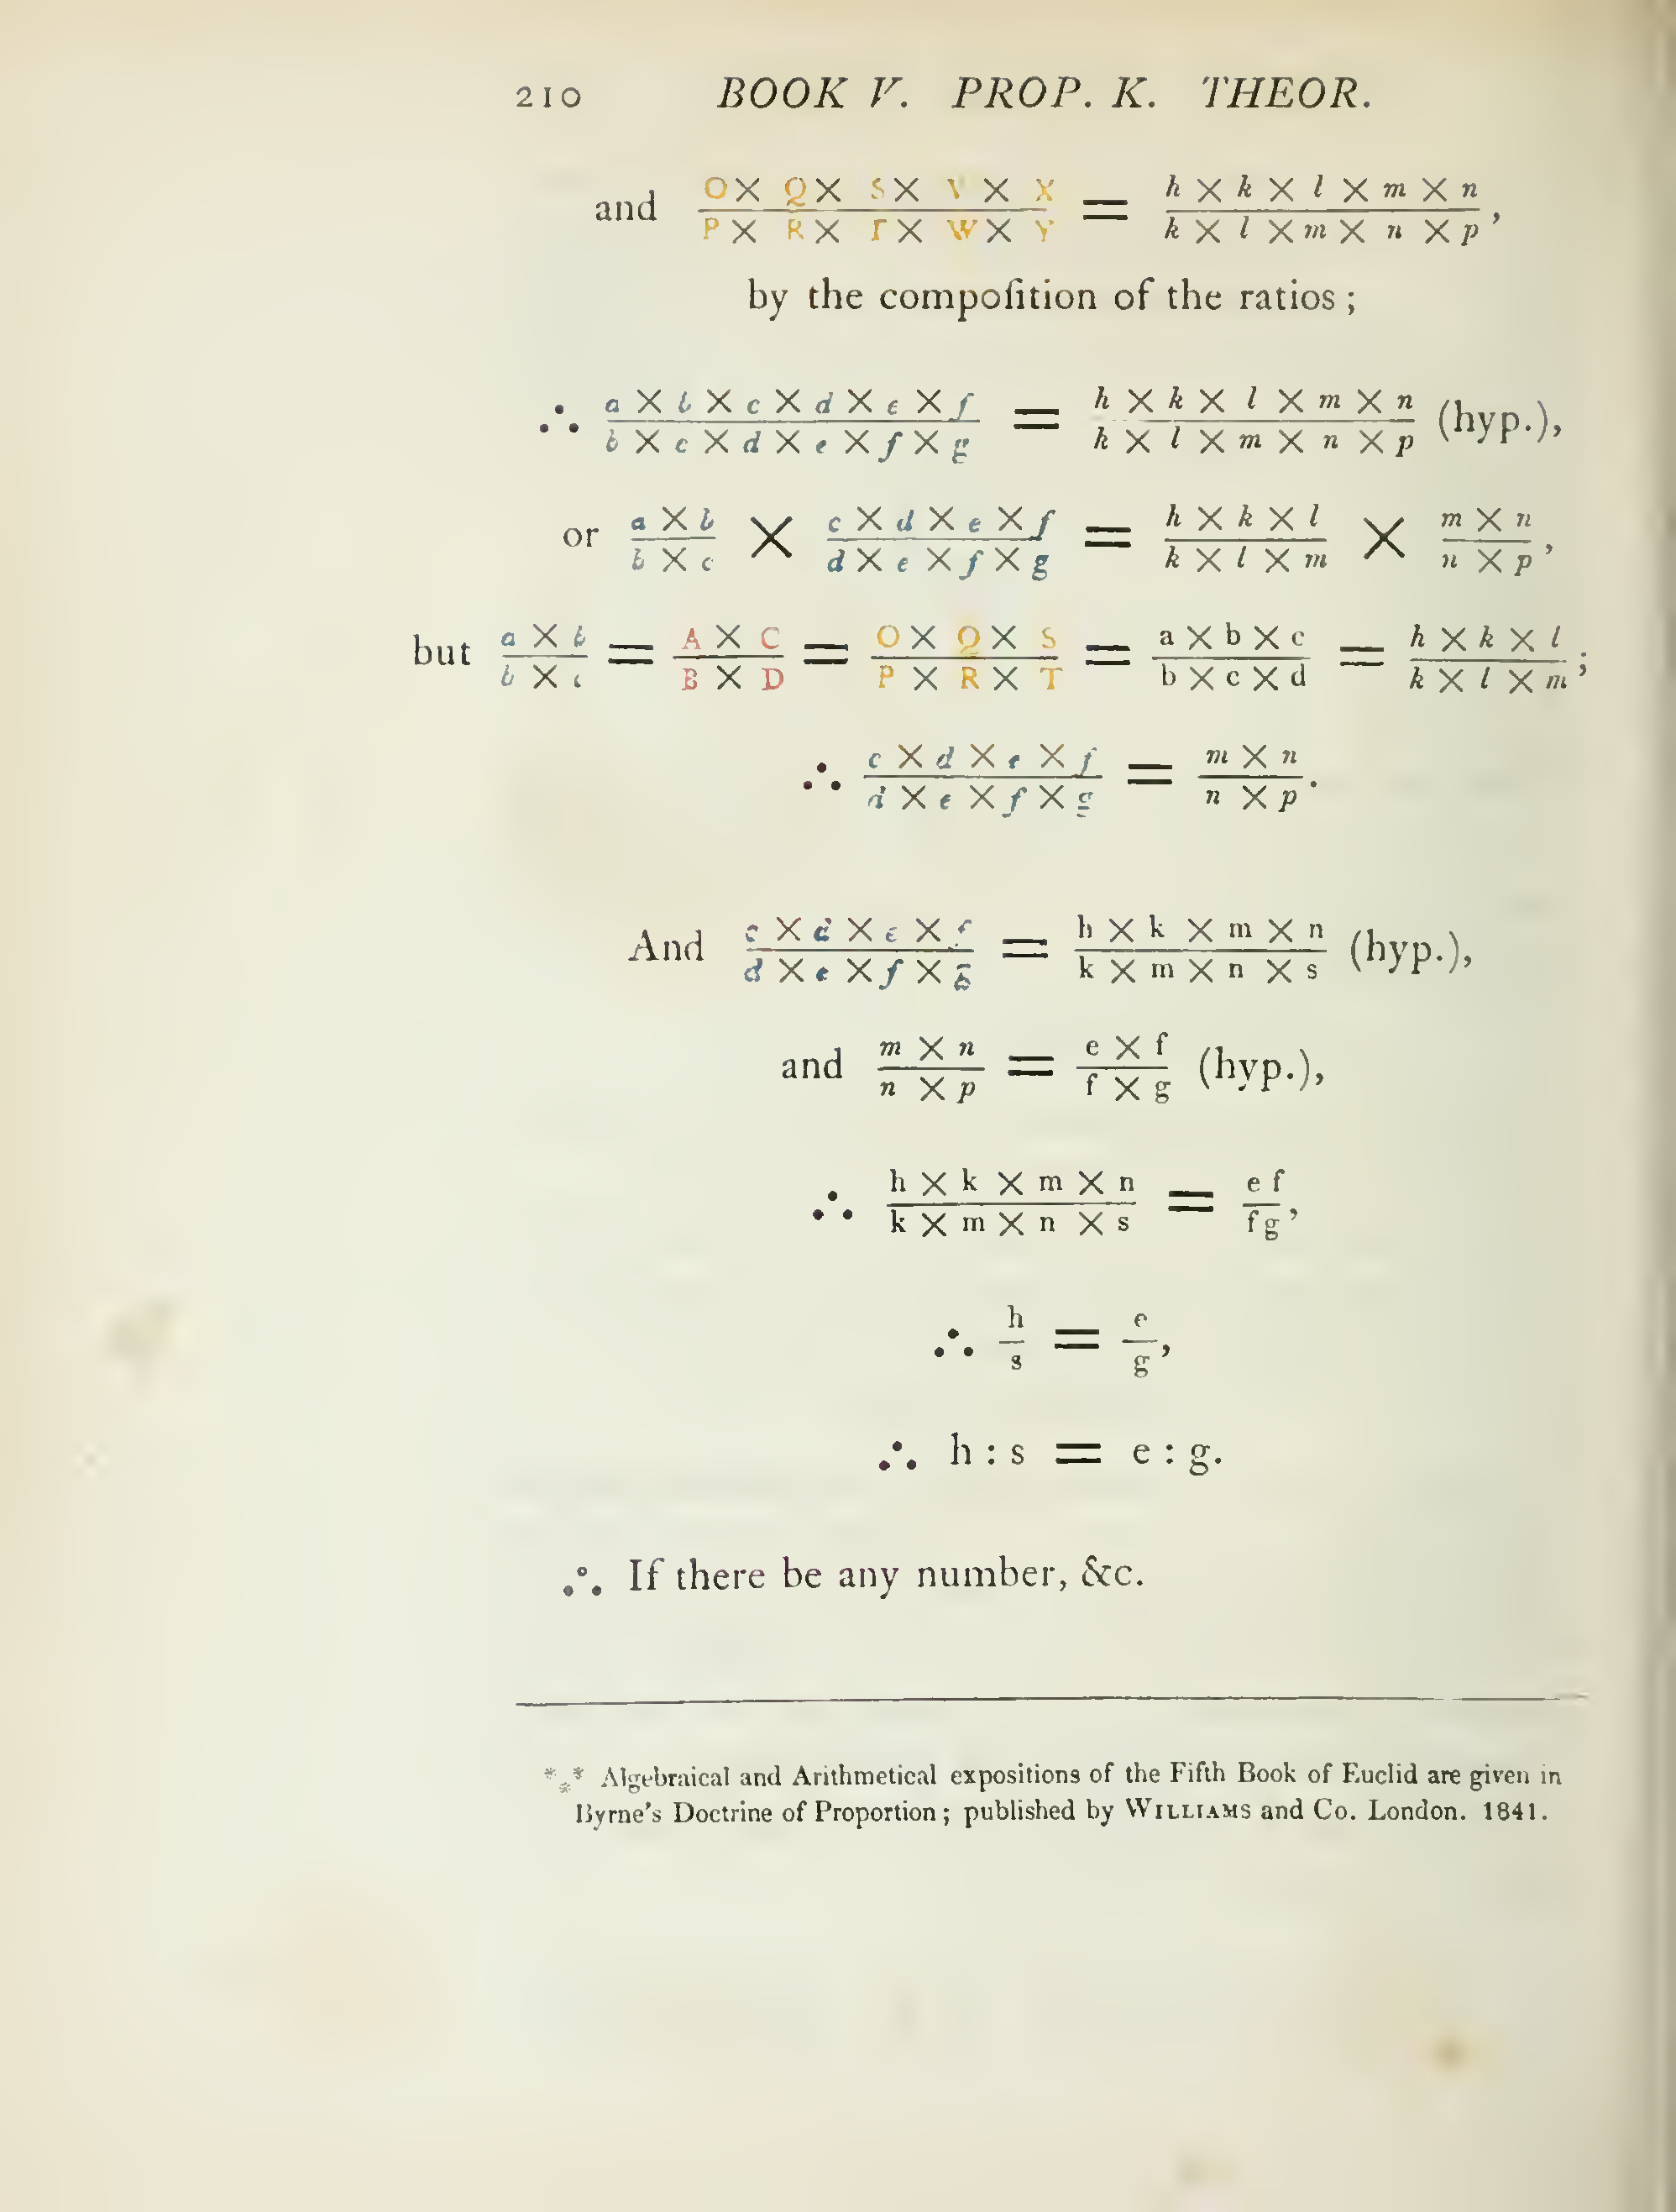 210 BOOK V. PROP. K. THEOR.
and O × Q × S × V × X / P × R × T × W × Y = h × k × l × m × n / k × l × m × n × p ,
by the compoſition of the ratios ;
∴ a × b × c × d × e × f / b × c × d × e × f × g = h × k × l × m × n / k × l × m × n × p (hyp.),
or a × b / b × c × c × d × e × f / d × e × f × g = h × k × l / k × l × m × m × n / n × p ,
but a × b / b × c = A × C / B × D = O × Q × S / P × R × T = a × b × c / b × c × d = h × k × l / k × l × m ;
∴ c × d × e × f / d × e × f × g = m × n / n × p .
And c × d × e × f / d × e × f × g = h × k × m × n / k × m × n × s (hyp.),
and m × n / n × p = e × f / f × g (hyp.),
∴ h × k × m × n / k × m × n × s = e f / f g ,
∴ h / s = e / g ,
∴ h : s = e : g.
∴ If there be any number, &c.
*⁎* Algebraical and Arithmetical expositions of the Fifth Book of Euclid are given in
Byrne's Doctrine of Proportion ; published by WILLIAMS and Co. London. 1841.